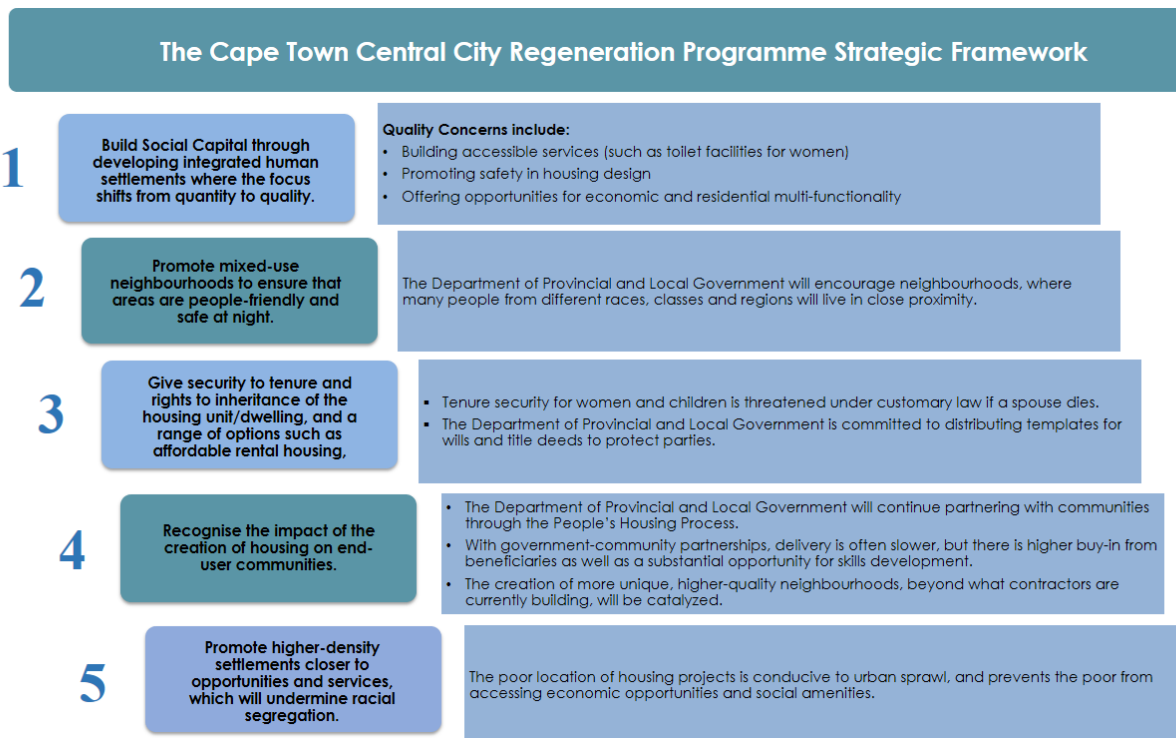 The Cape Town Central City Regeneration Programme Strategic Framework
1
Build Social Capital through
developing integrated human
settlements where the focus
shifts from quantity to quality.
Quality Concerns include:
• Building accessible services (such as toilet facilities for women)
• Promoting safety in housing design
• Offering opportunities for economic and residential multi-functionality
2
Promote mixed-use
neighbourhoods to ensure that
areas are people-friendly and
safe at night.
The Department of Provincial and Local Government will encourage neighbourhoods, where
many people from different races, classes and regions will live in close proximity.
3
Give security to tenure and
rights to inheritance of the
housing unit/dwelling, and a
range of options such as
affordable rental housing,
▪ Tenure security for women and children is threatened under customary law if a spouse dies.
▪ The Department of Provincial and Local Government is committed to distributing templates for
wills and title deeds to protect parties.
4
Recognise the impact of the
creation of housing on end-
user communities.
• The Department of Provincial and Local Government will continue partnering with communities
through the People's Housing Process.
• With government-community partnerships, delivery is often slower, but there is higher buy-in from
beneficiaries as well as a substantial opportunity for skills development.
• The creation of more unique, higher-quality neighbourhoods, beyond what contractors are
currently building, will be catalyzed.
5
Promote higher-density
settlements closer to
opportunities and services,
which will undermine racial
segregation.
The poor location of housing projects is conducive to urban sprawl, and prevents the poor from
accessing economic opportunities and social amenities.